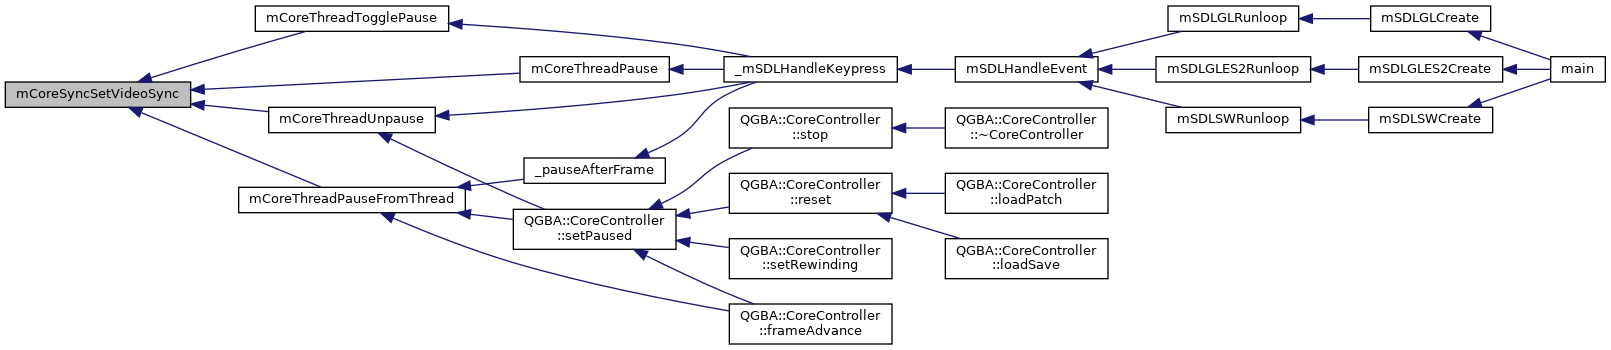 mCoreSyncSetVideoSync
mCoreThreadTogglePause
mCoreThreadPause
mCoreThreadUnpause
mCoreThreadPauseFromThread
_pauseAfterFrame
QGBA::CoreController
::setPaused
_mSDLHandleKeypress
QGBA::CoreController
::stop
QGBA::CoreController
::reset
QGBA::CoreController
::setRewinding
QGBA::CoreController
::frameAdvance
mSDLHandleEvent
QGBA::CoreController
::~CoreController
QGBA::CoreController
::loadPatch
QGBA::CoreController
::loadSave
mSDLGLRunloop
mSDLGLES2Runloop
mSDLSWRunloop
mSDLGLCreate
mSDLGLES2Create
mSDLSWCreate
main